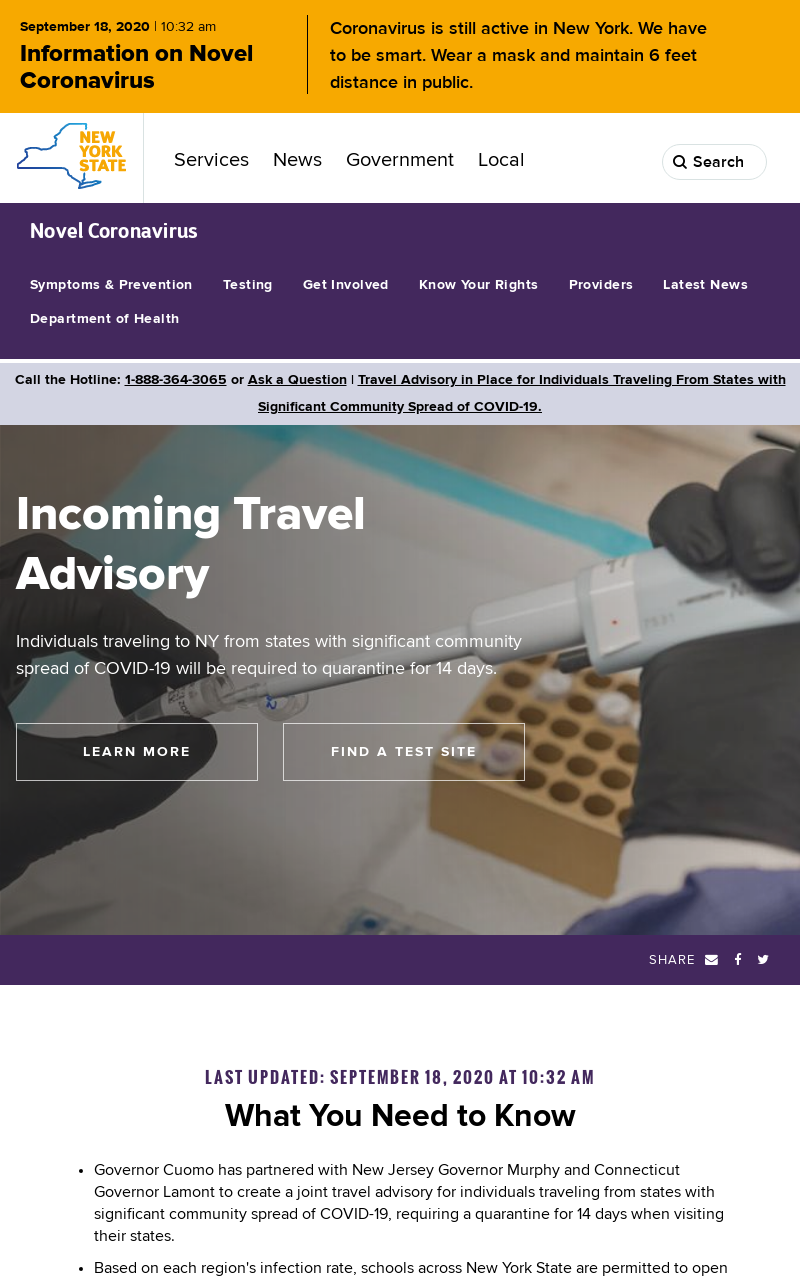 September 18, 2020 | 10:32 am
Information on Novel
Coronavirus
Coronavirus is still active in New York. We have
to be smart. Wear a mask and maintain 6 feet
distance in public.
NEW
YORK
STATE
Services News Government Local
Search
Novel Coronavirus
Symptoms & Prevention Testing Get Involved Know Your Rights Providers Latest News
Department of Health
Call the Hotline: 1-888-364-3065 or Ask a Question | Travel Advisory in Place for Individuals Traveling From States with
Significant Community Spread of COVID-19.
Incoming Travel
Advisory
Individuals traveling to NY from states with significant community
spread of COVID-19 will be required to quarantine for 14 days.
LEARN MORE
FIND A TEST SITE
SHARE
LAST UPDATED: SEPTEMBER 18, 2020 AT 10:32 AM
What You Need to Know
• Governor Cuomo has partnered with New Jersey Governor Murphy and Connecticut
Governor Lamont to create a joint travel advisory for individuals traveling from states with
significant community spread of COVID-19, requiring a quarantine for 14 days when visiting
their states.
• Based on each region's infection rate, schools across New York State are permitted to open